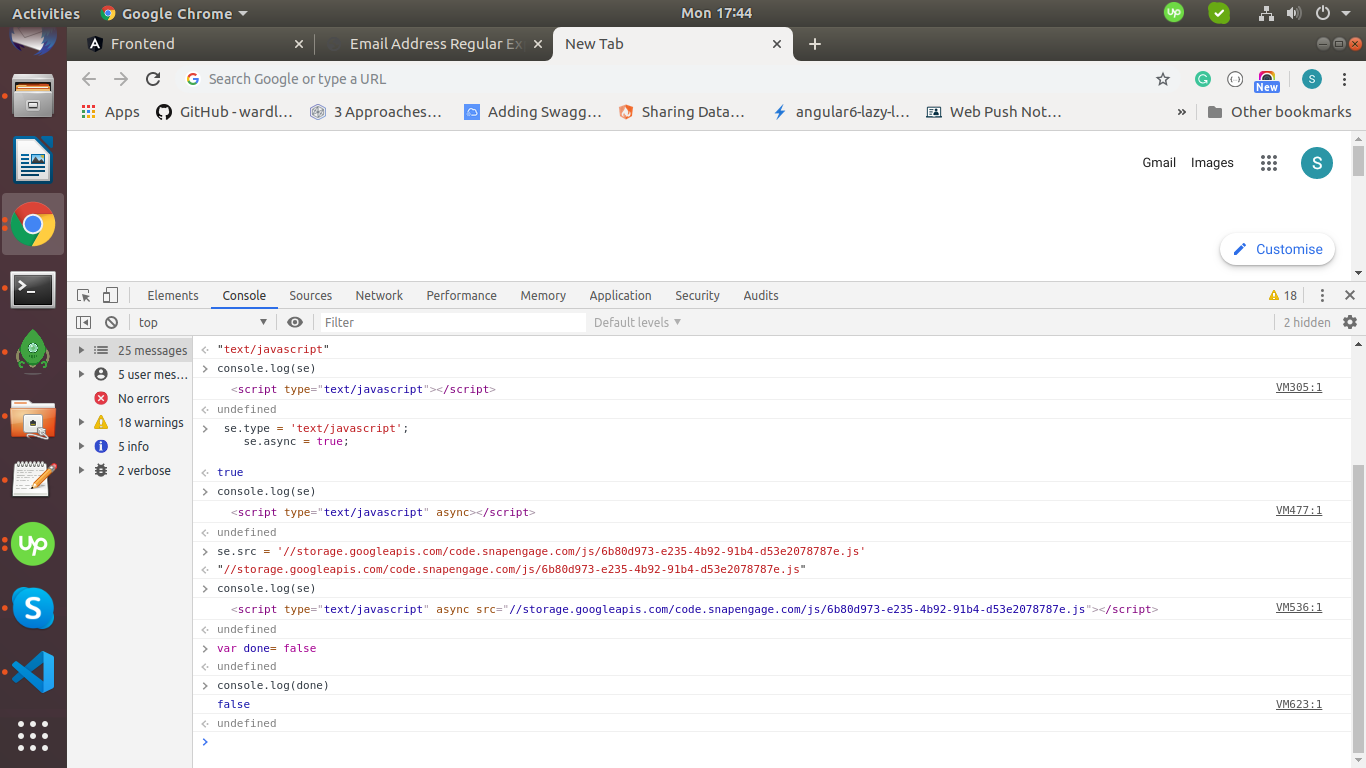 Activities Google Chrome Mon 17:44
Frontend Email Address Regular Ex New Tab
Search Google or type a URL
New
S
Apps GitHub - wardl... 3 Approaches... Adding Swagg... Sharing Data... angular6-lazy-l... Web Push Not... » Other bookmarks
Gmail Images S
Customise
Elements Console Sources Network Performance Memory Application Security Audits 18
top Filter Default levels 2 hidden
25 messages
5 user mes...
No errors
18 warnings
5 info
2 verbose
"text/javascript"
console.log(se)
<script type="text/javascript"></script> VM305:1
undefined
se.type = 'text/javascript';
se.async = true;
true
console.log(se)
<script type="text/javascript" async></script> VM477:1
undefined
se.src = '//storage.googleapis.com/code.snapengage.com/js/6b80d973-e235-4b92-91b4-d53e2078787e.js'
"//storage.googleapis.com/code.snapengage.com/js/6b80d973-e235-4b92-91b4-d53e2078787e.js"
console.log(se)
<script type="text/javascript" async src="//storage.googleapis.com/code.snapengage.com/js/6b80d973-e235-4b92-91b4-d53e2078787e.js"></script> VM536:1
undefined
var done= false
undefined
console.log(done)
false VM623:1
undefined